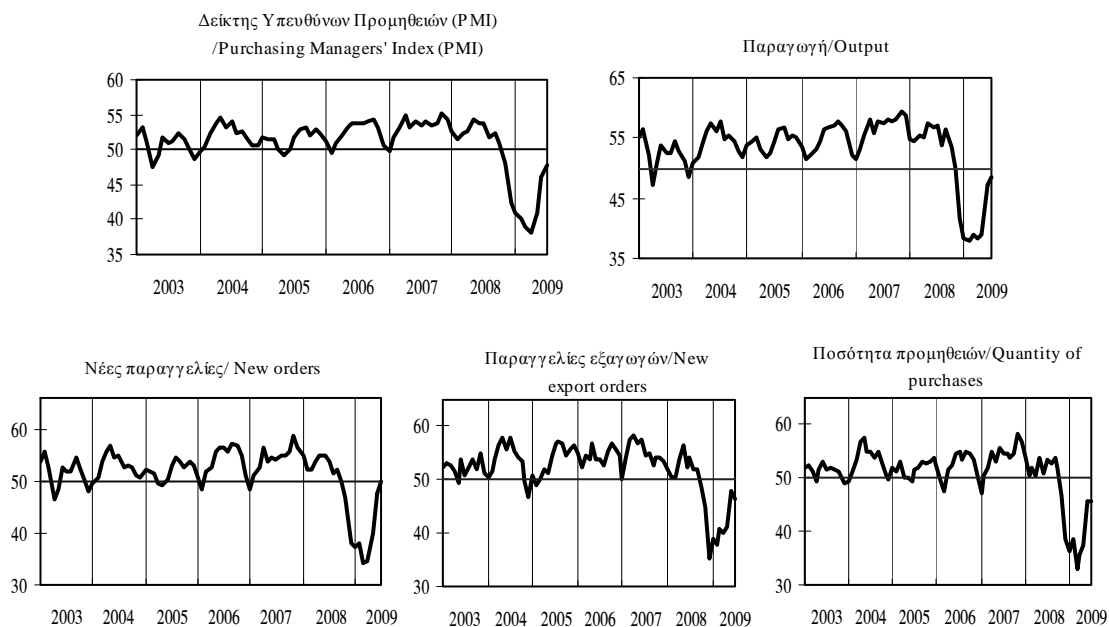 Δείκτης Υπευθύνων Προμηθειών (PMI)
/Purchasing Managers' Index (PMI)
60
55
50
45
40
35
2003 2004 2005 2006 2007 2008 2009
Παραγωγή/Output
65
55
45
35
2003 2004 2005 2006 2007 2008 2009
Νέες παραγγελίες/ New orders
60
50
40
30
2003 2004 2005 2006 2007 2008 2009
Παραγγελίες εξαγωγών/New
export orders
60
50
40
30
2003 2004 2005 2006 2007 2008 2009
Ποσότητα προμηθειών/Quantity of
purchases
60
50
40
30
2003 2004 2005 2006 2007 2008 2009